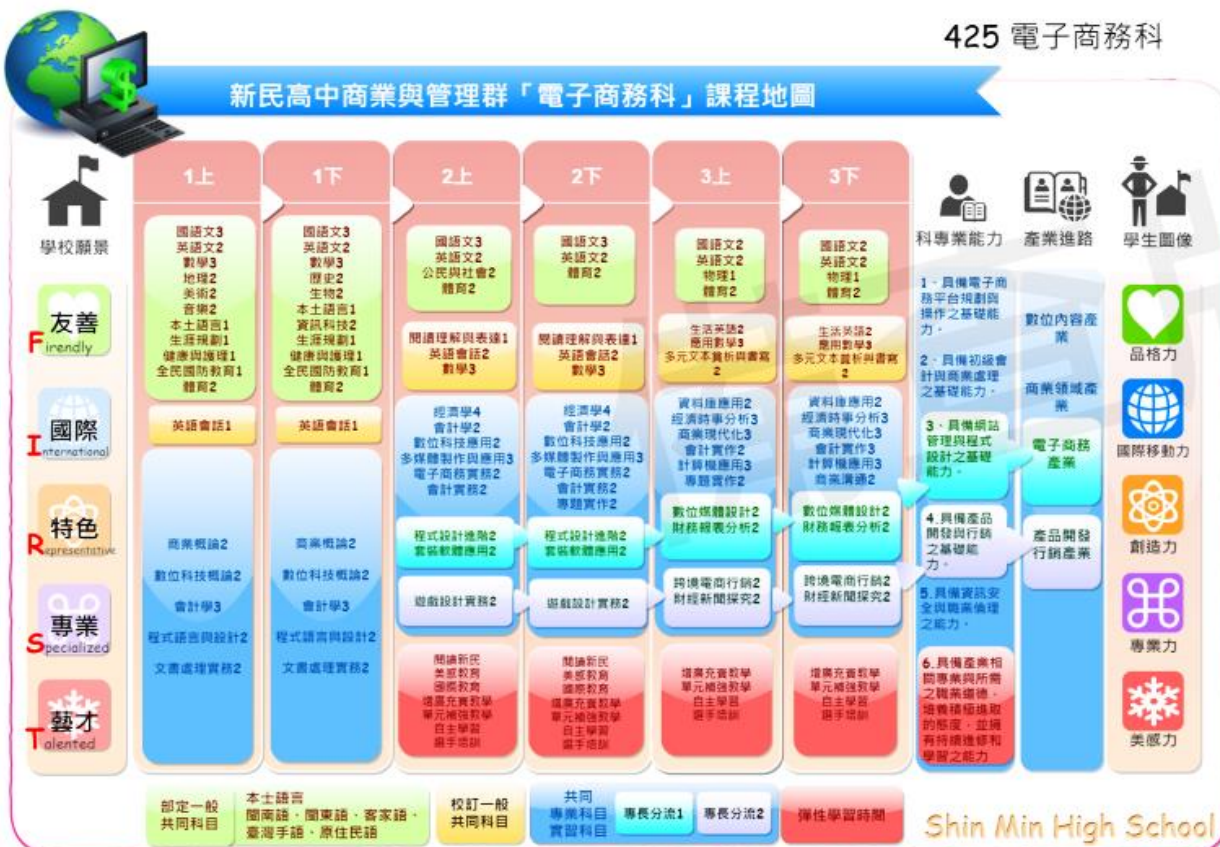 425 電子商務科
新民高中商業與管理群「電子商務科」課程地圖
學校願景
友善
Firendly
國際
International
特色
Representative
專業
Specialized
藝才
Talented
1上
國語文3
英語文2
數學3
地理2
美術2
音樂2
本土語言1
生涯規劃1
健康與護理1
全民國防教育1
體育2
英語會話1
商業概論2
數位科技概論2
會計學3
程式語言與設計2
文書處理實務2
1下
國語文3
英語文2
數學3
歷史2
生物2
本土語言1
資訊科技2
生涯規劃1
健康與護理1
全民國防教育1
體育2
英語會話1
商業概論2
數位科技概論2
會計學3
程式語言與設計2
文書處理實務2
2上
國語文3
英語文2
公民與社會2
體育2
閱讀理解與表達1
英語會話2
數學3
經濟學4
會計學2
數位科技應用2
多媒體製作與應用3
電子商務實務2
會計實務2
程式設計進階2
套裝軟體應用2
遊戲設計實務2
閱讀新民
美感教育
國際教育
增廣充實教學
單元補強教學
自主學習
選手培訓
2下
國語文3
英語文2
體育2
閱讀理解與表達1
英語會話2
數學3
經濟學4
會計學2
數位科技應用2
多媒體製作與應用3
電子商務實務2
會計實務2
專題實作2
程式設計進階2
套裝軟體應用2
遊戲設計實務2
閱讀新民
美感教育
國際教育
增廣充實教學
單元補強教學
自主學習
選手培訓
3上
國語文2
英語文2
物理1
體育2
生活英語2
應用數學3
多元文本賞析與書寫
2
資料庫應用2
經濟時事分析3
商業現代化3
會計實作2
計算機應用3
專題實作2
數位媒體設計2
財務報表分析2
跨境電商行銷2
財經新聞探究2
增廣充實教學
單元補強教學
自主學習
選手培訓
3下
國語文2
英語文2
物理1
體育2
生活英語2
應用數學3
多元文本賞析與書寫
2
資料庫應用2
經濟時事分析3
商業現代化3
會計實作3
計算機應用3
商業溝通2
數位媒體設計2
財務報表分析2
跨境電商行銷2
財經新聞探究2
增廣充實教學
單元補強教學
自主學習
選手培訓
科專業能力
1、具備電子商
務平台規劃與
操作之基礎能
力。
2、具備初級會
計與商業處理
之基礎能力。
3、具備網站
管理與程式
設計之基礎
能力。
4.具備產品
開發與行銷
之基礎能
力。
5.具備資訊安
全與職業倫理
之能力。
6.具備產業相
關專業與所需
之職業道德，
培養積極進取
的態度，並擁
有持續進修和
學習之能力
產業進路
數位內容產
業
商業領域產
業
電子商務
產業
產品開發
行銷產業
學生圖像
品格力
國際移動力
創造力
專業力
美感力
部定一般
共同科目
本土語言
閩南語、閩東語、客家語、
臺灣手語、原住民語
校訂一般
共同科目
共同
專業科目
實習科目
專長分流1
專長分流2
彈性學習時間
Shin Min High School